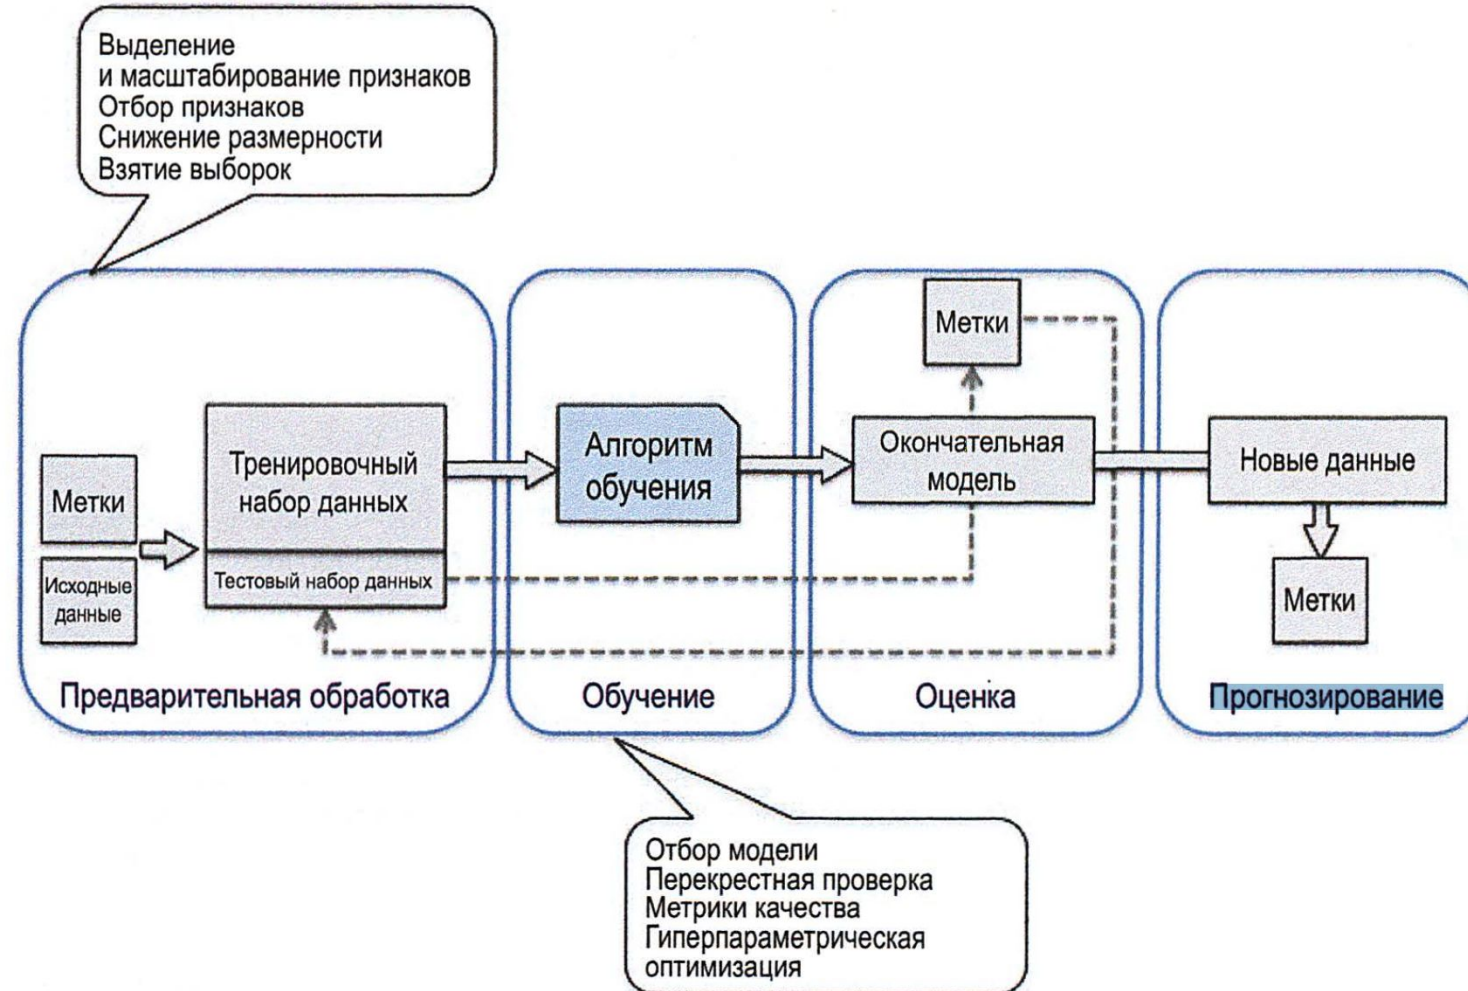 Выделение
и масштабирование признаков
Отбор признаков
Снижение размерности
Взятие выборок
Метки
Исходные
данные
Тренировочный
набор данных
Тестовый набор данных
Предварительная обработка
Алгоритм
обучения
Обучение
Метки
Окончательная
модель
Оценка
Новые данные
Метки
Прогнозирование
Отбор модели
Перекрестная проверка
Метрики качества
Гиперпараметрическая
оптимизация